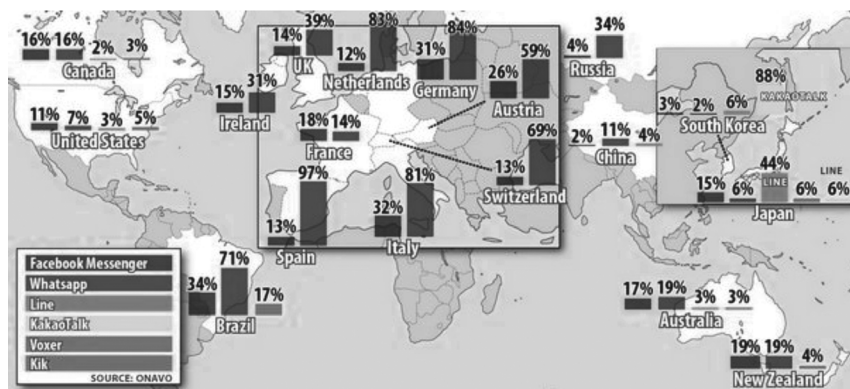 16% 16% 2% 3%
Canada
11% 7% 3% 5%
United States
14% 39%
UK
12% 83%
Netherlands
31% 84%
Germany
26% 59%
Austria
15% 31%
Ireland
18% 14%
France
13% 69%
Switzerland
13% 97%
Spain
32% 81%
Italy
4% 34%
Russia
2% 11% 4%
China
88%
KAKAOTALK
3% 2% 6%
South Korea
LINE
15% 6% 44% 6% 6%
LINE
Japan
34% 71% 17%
Brazil
17% 19% 3% 3%
Australia
19% 19% 4%
New Zealand
Facebook Messenger
Whatsapp
Line
KakaoTalk
Voxer
Kik
SOURCE: ONAVO